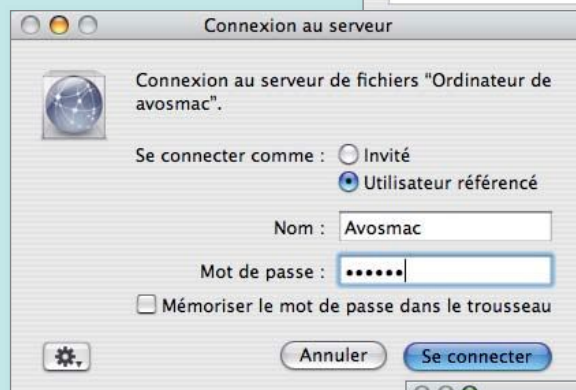 Connexion au serveur
Connexion au serveur de fichiers “Ordinateur de
avosmac”.
Se connecter comme : Invité
Utilisateur référencé
Nom : Avosmac
Mot de passe : ••••••
Mémoriser le mot de passe dans le trousseau
Annuler Se connecter